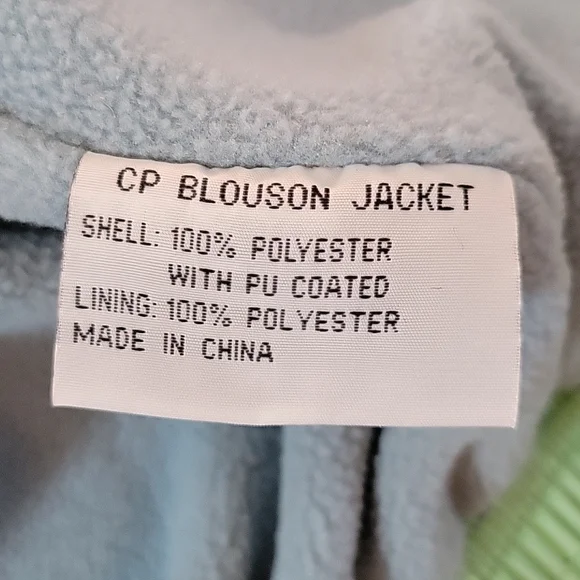 CP BLOUSON JACKET
SHELL: 100% POLYESTER
WITH PU COATED
LINING: 100% POLYESTER
MADE IN CHINA